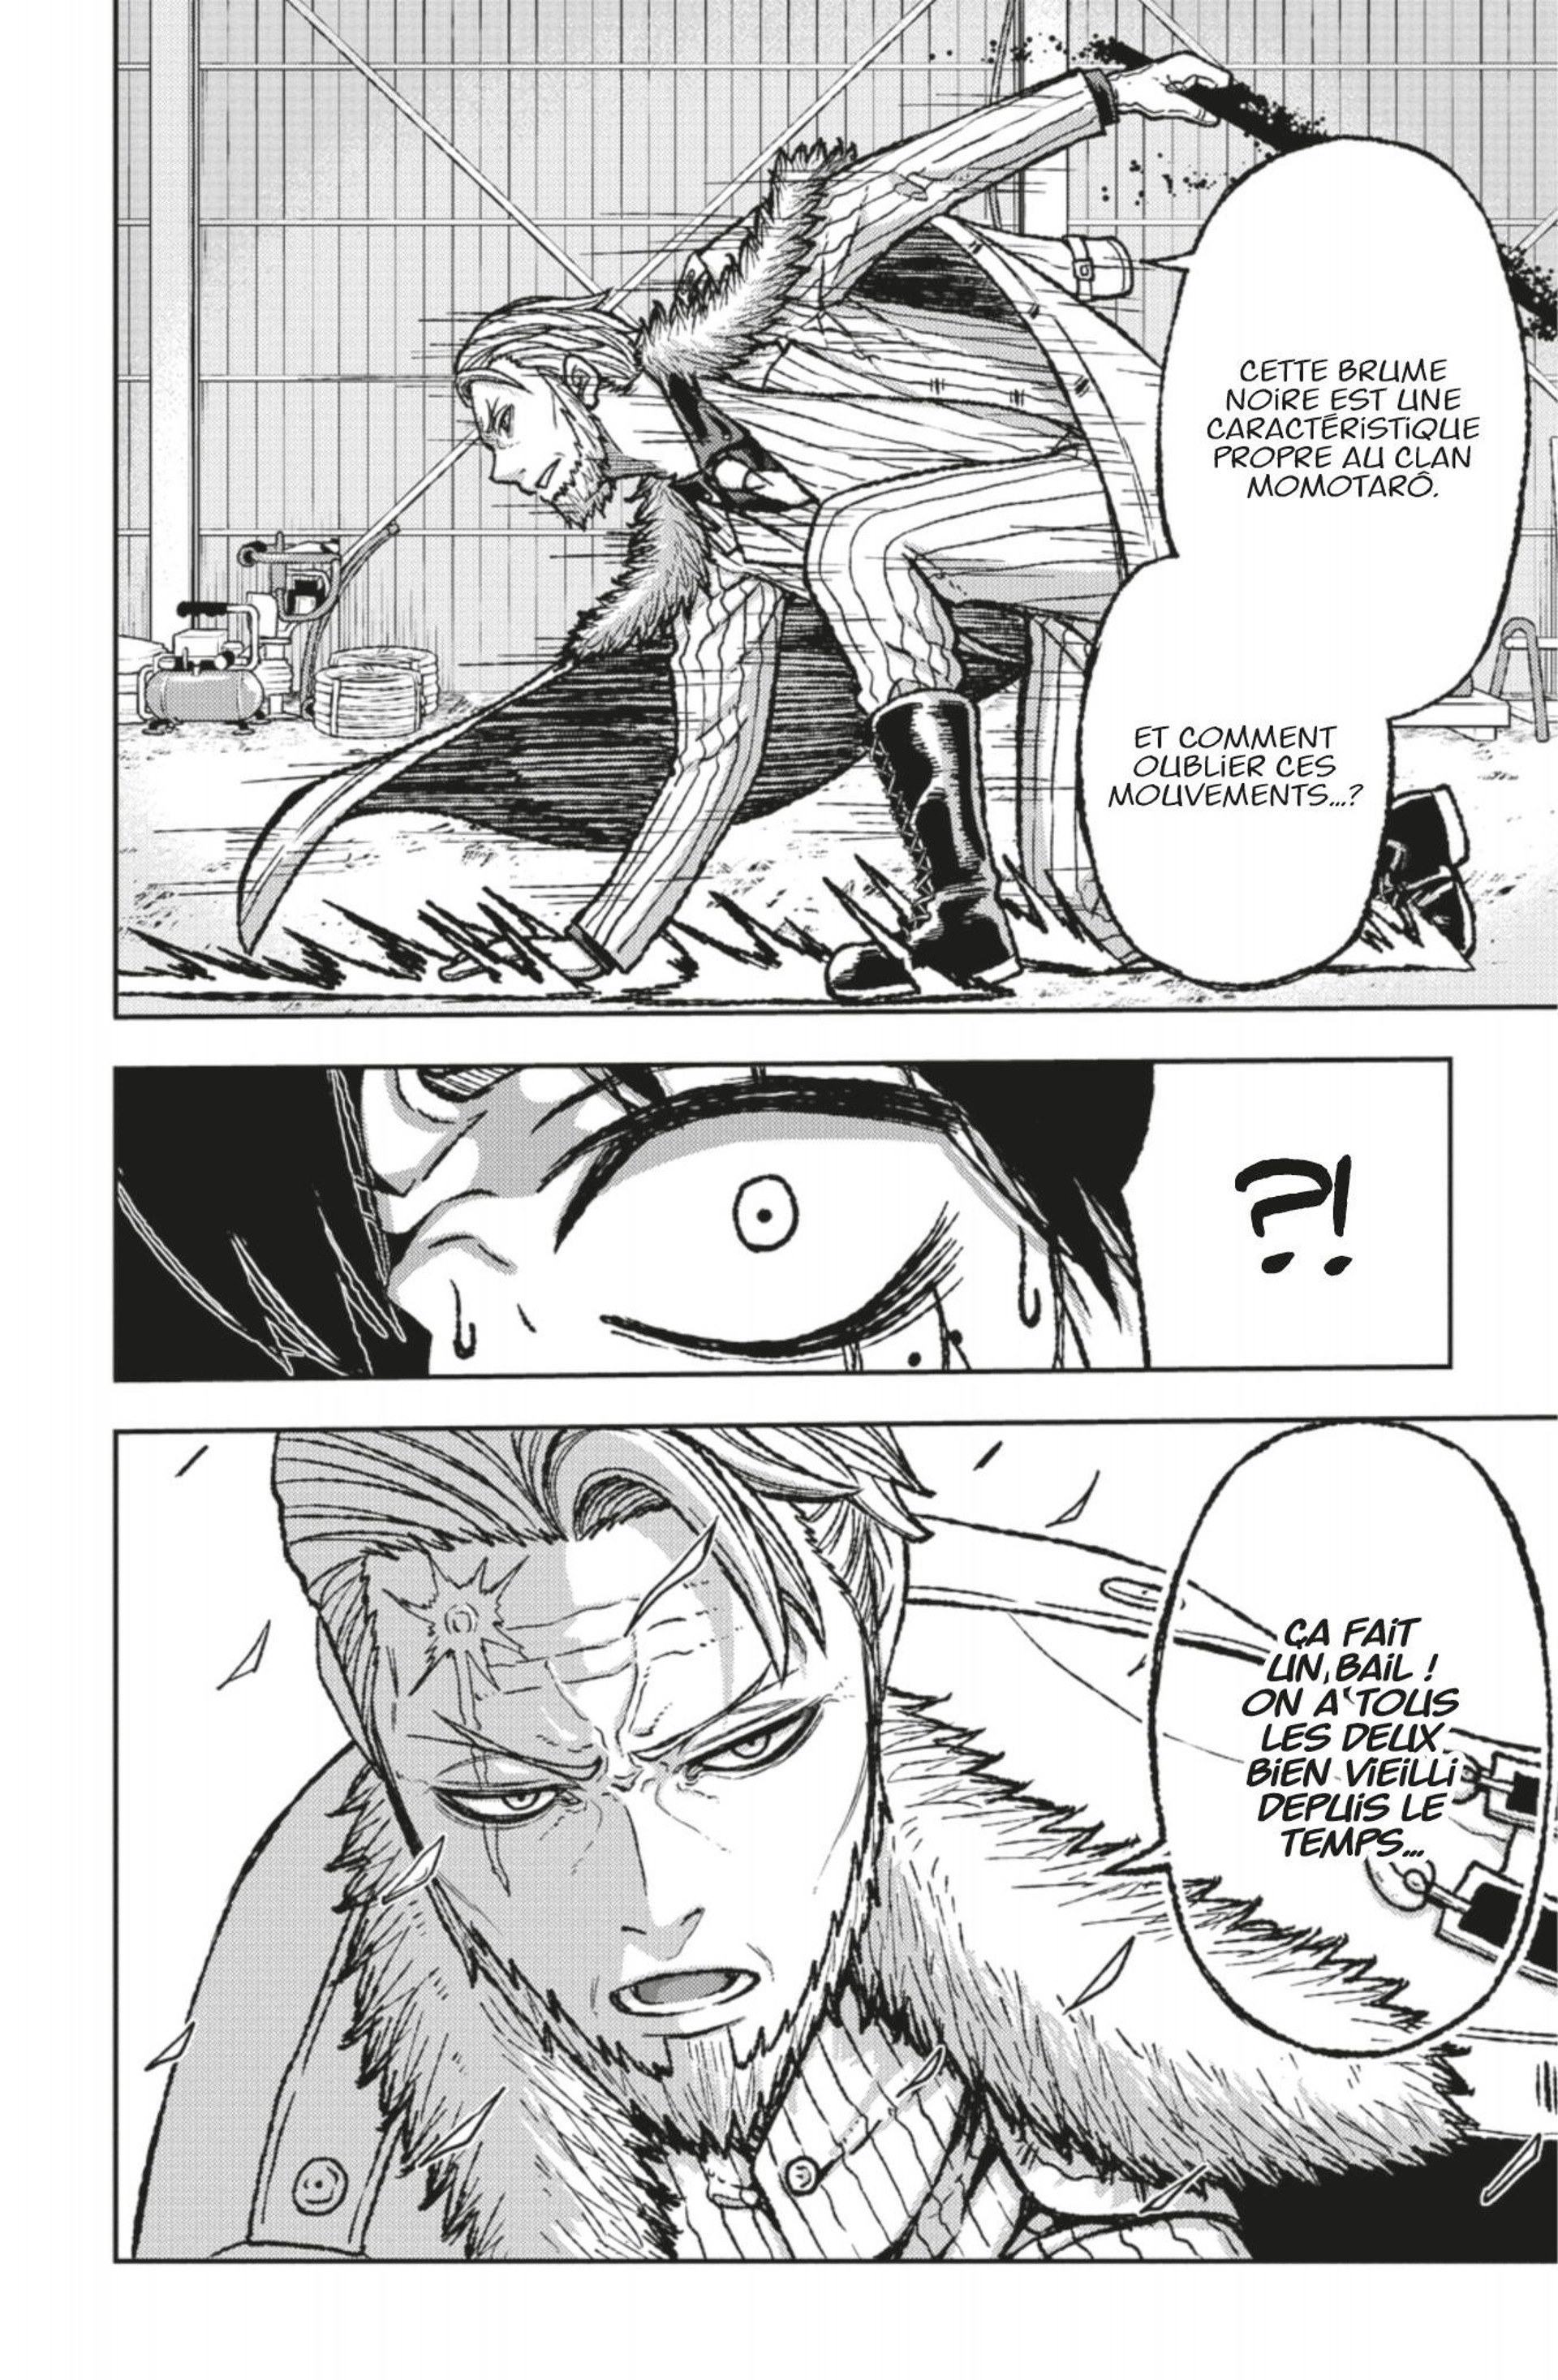 CETTE BRUME
NOIRE EST UNE
CARACTÉRISTIQUE
PROPRE AU CLAN
MOMOTARÔ.
ET COMMENT
OUBLIER CES
MOUVEMENTS...?
?!
ÇA FAIT
UN BAIL !
ON A TOUS
LES DEUX
BIEN VIEILLI
DEPUIS LE
TEMPS...